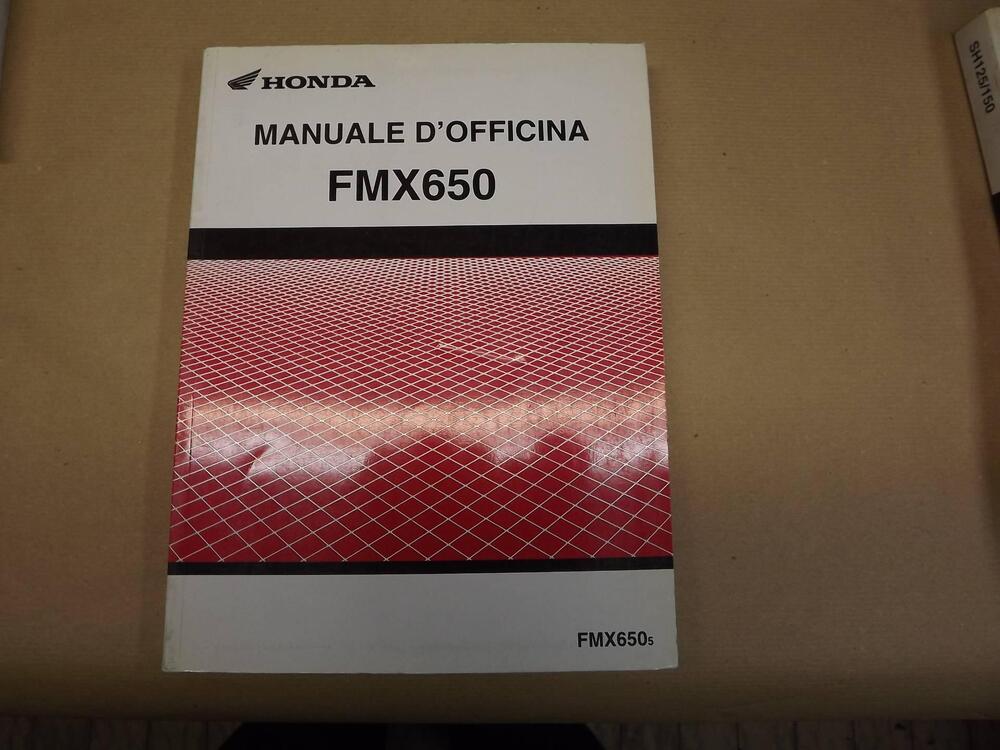 HONDA
MANUALE D'OFFICINA
FMX650
FMX6505
SH125/150